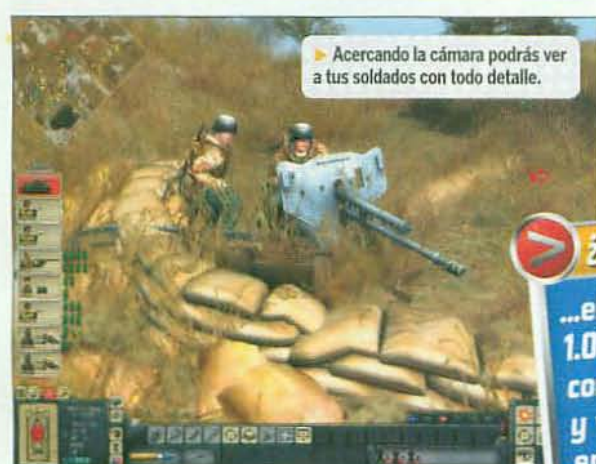 ▶ Acercando la cámara podrás ver
a tus soldados con todo detalle.
...e
1.0
co
y